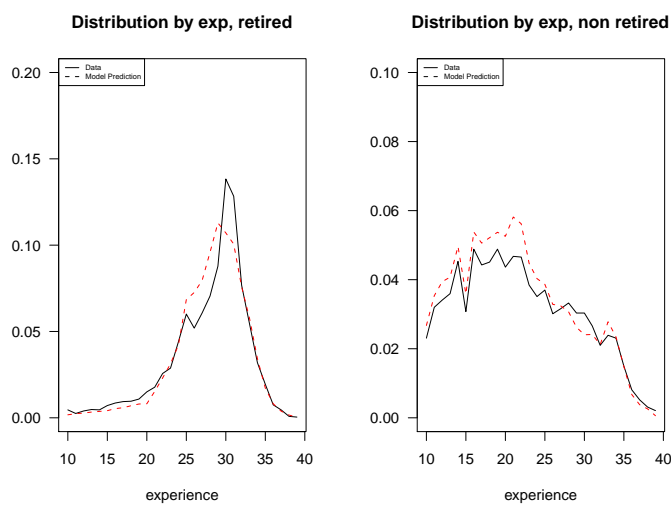 Distribution by exp, retired
Data
Model Prediction
0.20
0.15
0.10
0.05
0.00
10 15 20 25 30 35 40
experience
Distribution by exp, non retired
Data
Model Prediction
0.10
0.08
0.06
0.04
0.02
0.00
10 15 20 25 30 35 40
experience